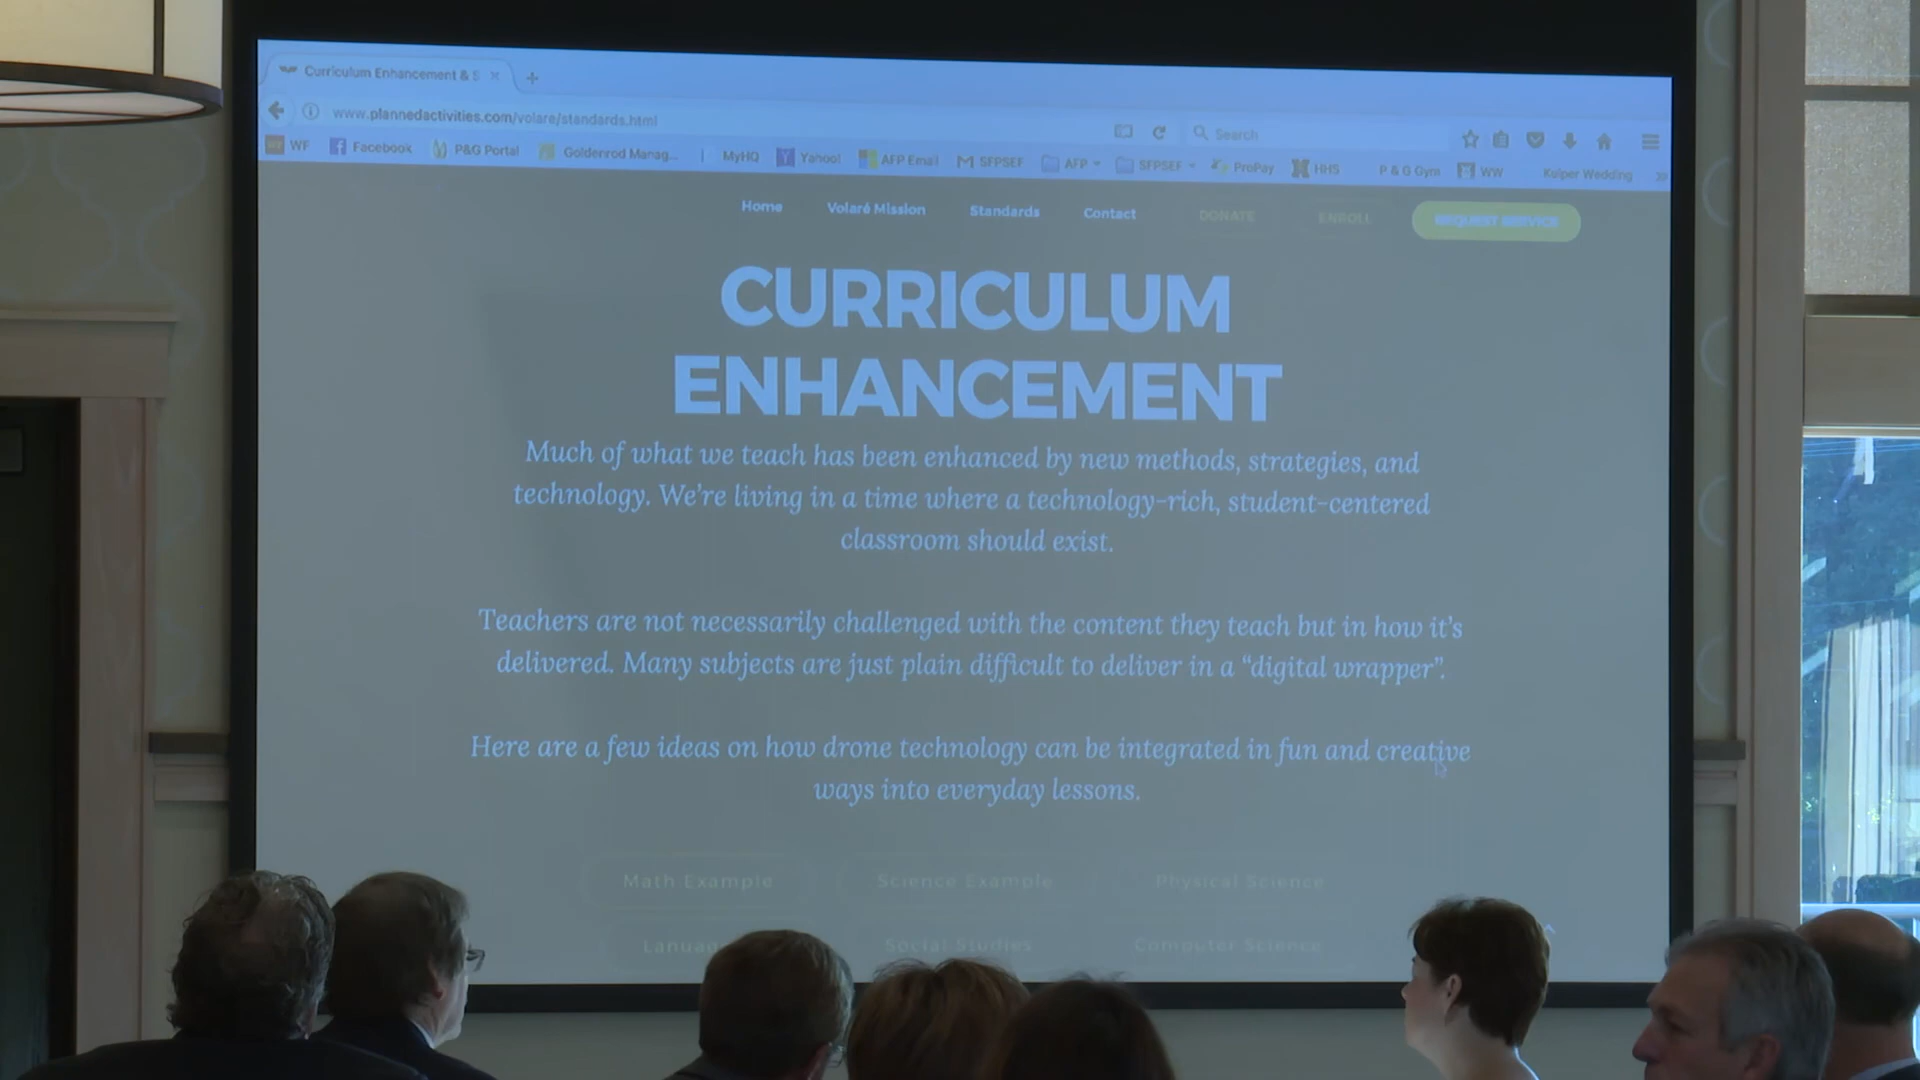 Curriculum Enhancement & S
www.plannedactivities.com/volare/standards.html
Search
WF Facebook P&G Portal Goldenrod Manag... MyHQ Yahoo! AFP Email SFPSEF AFP SFPSEF ProPay HHS P & G Gym WW Kuiper Wedding
Home Volaré Mission Standards Contact DONATE ENROLL REQUEST SERVICE
CURRICULUM
ENHANCEMENT
Much of what we teach has been enhanced by new methods, strategies, and
technology. We’re living in a time where a technology-rich, student-centered
classroom should exist.
Teachers are not necessarily challenged with the content they teach but in how it’s
delivered. Many subjects are just plain difficult to deliver in a “digital wrapper”.
Here are a few ideas on how drone technology can be integrated in fun and creative
ways into everyday lessons.
Math Example Science Example Physical Science
Social Studies Computer Science